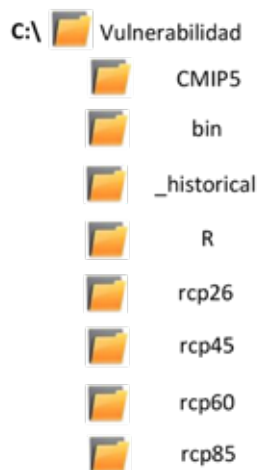 C:\ Vulnerabilidad
CMIP5
bin
_historical
R
rcp26
rcp45
rcp60
rcp85